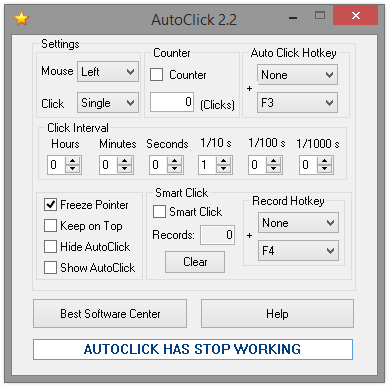 AutoClick 2.2
Settings
Counter
Auto Click Hotkey
Mouse Left
Counter
None
+
Click Single
0 (Clicks)
F3
Click Interval
Hours Minutes Seconds 1/10 s 1/100 s 1/1000 s
0 0 0 1 0 0
Freeze Pointer
Keep on Top
Hide AutoClick
Show AutoClick
Smart Click
Smart Click
Records: 0
Clear
Record Hotkey
None
+
F4
Best Software Center
Help
AUTOCLICK HAS STOP WORKING